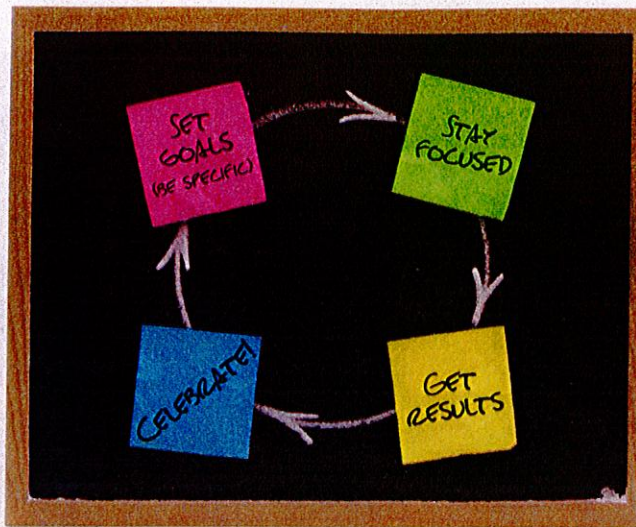 SET
GOALS
(BE SPECIFIC)
STAY
FOCUSED
GET
RESULTS
CELEBRATE!